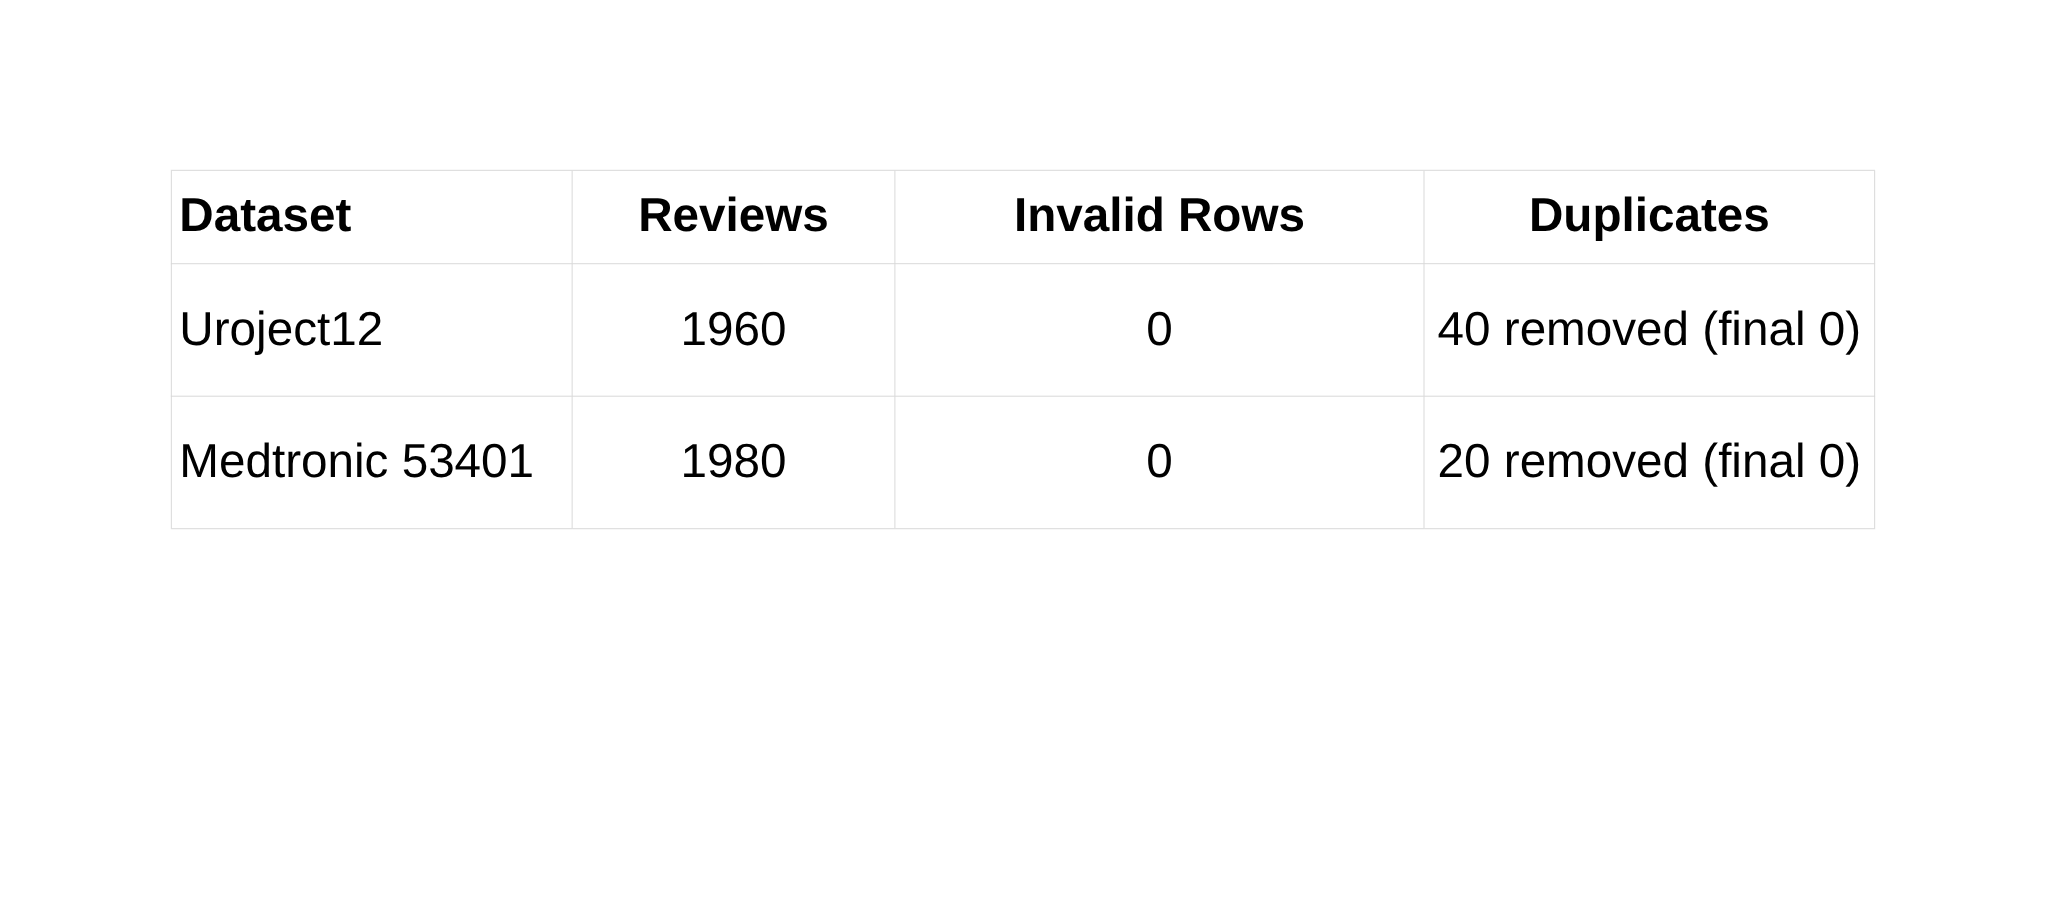 Dataset Reviews Invalid Rows Duplicates
Uroject12 1960 0 40 removed (final 0)
Medtronic 53401 1980 0 20 removed (final 0)